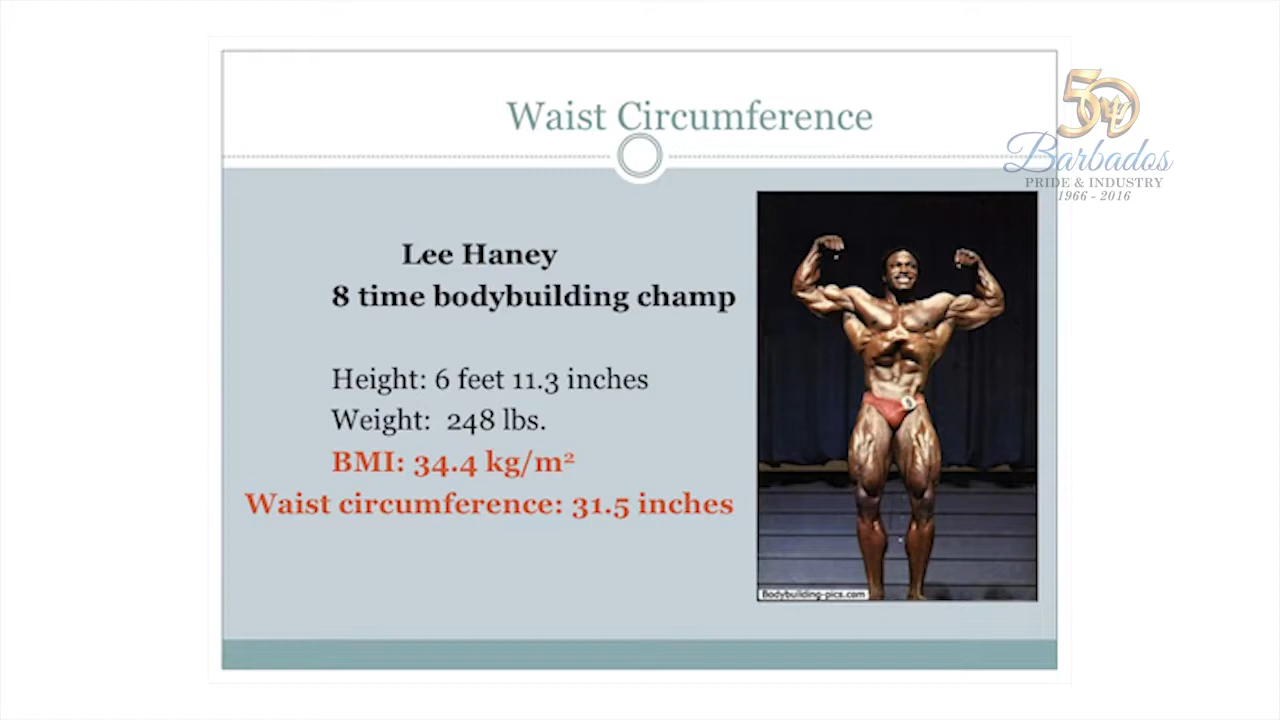 Waist Circumference
50
Barbados
PRIDE & INDUSTRY
1966 - 2016
Lee Haney
8 time bodybuilding champ
Height: 6 feet 11.3 inches
Weight: 248 lbs.
BMI: 34.4 kg/m²
Waist circumference: 31.5 inches
Bodybuilding-pics.com